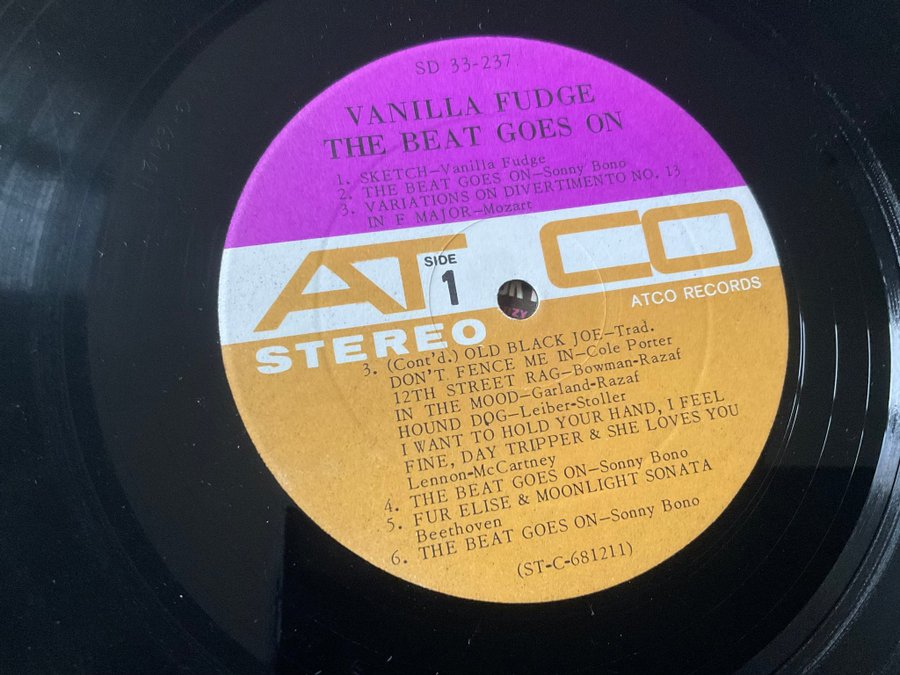 SD 33-237
VANILLA FUDGE
THE BEAT GOES ON
1. SKETCH—Vanilla Fudge
2. THE BEAT GOES ON—Sonny Bono
3. VARIATIONS ON DIVERTIMENTO NO. 13
IN F MAJOR—Mozart
ATCO
SIDE
1
ATCO RECORDS
STEREO
3. (Cont'd.) OLD BLACK JOE—Trad.
DON'T FENCE ME IN—Cole Porter
12TH STREET RAG—Bowman-Razaf
IN THE MOOD—Garland-Razaf
HOUND DOG—Leiber-Stoller
I WANT TO HOLD YOUR HAND, I FEEL
FINE, DAY TRIPPER & SHE LOVES YOU
Lennon-McCartney
4. THE BEAT GOES ON—Sonny Bono
5. FUR ELISE & MOONLIGHT SONATA
Beethoven
6. THE BEAT GOES ON—Sonny Bono
(ST-C-681211)